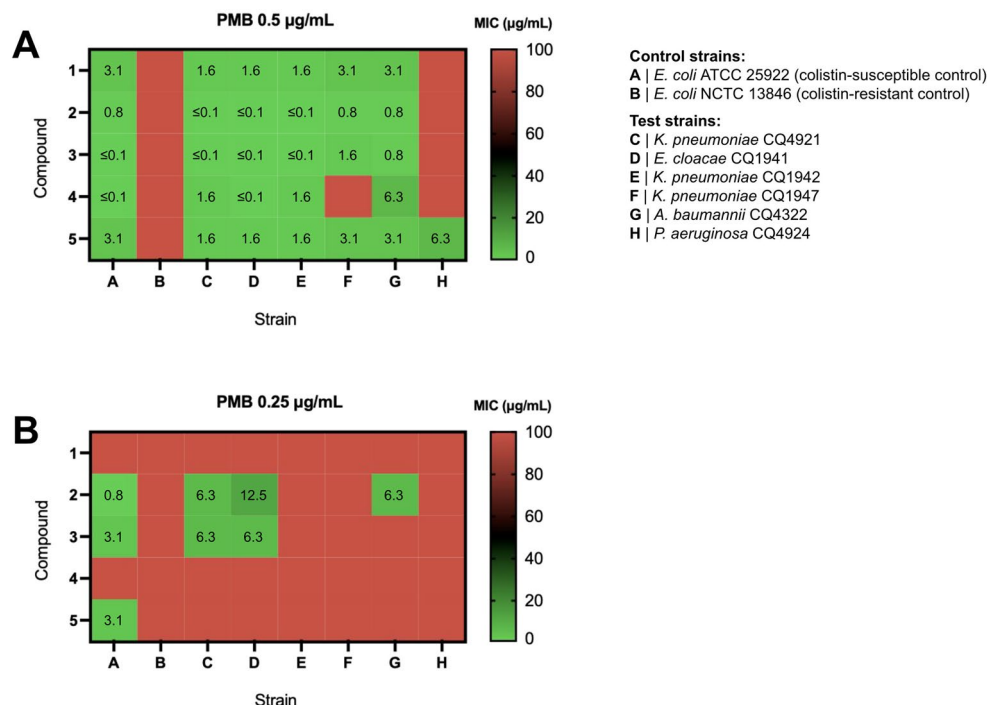 A
PMB 0.5 µg/mL
MIC (µg/mL)
Compound
1 3.1 1.6 1.6 1.6 3.1 3.1
2 0.8 ≤0.1 ≤0.1 ≤0.1 0.8 0.8
3 ≤0.1 ≤0.1 ≤0.1 ≤0.1 1.6 0.8
4 ≤0.1 1.6 ≤0.1 1.6 6.3
5 3.1 1.6 1.6 1.6 3.1 3.1 6.3
A B C D E F G H
Strain
100
80
60
40
20
0
Control strains:
A | E. coli ATCC 25922 (colistin-susceptible control)
B | E. coli NCTC 13846 (colistin-resistant control)
Test strains:
C | K. pneumoniae CQ4921
D | E. cloacae CQ1941
E | K. pneumoniae CQ1942
F | K. pneumoniae CQ1947
G | A. baumannii CQ4322
H | P. aeruginosa CQ4924
B
PMB 0.25 µg/mL
MIC (µg/mL)
Compound
1
2 0.8 6.3 12.5 6.3
3 3.1 6.3 6.3
4
5 3.1
A B C D E F G H
Strain
100
80
60
40
20
0